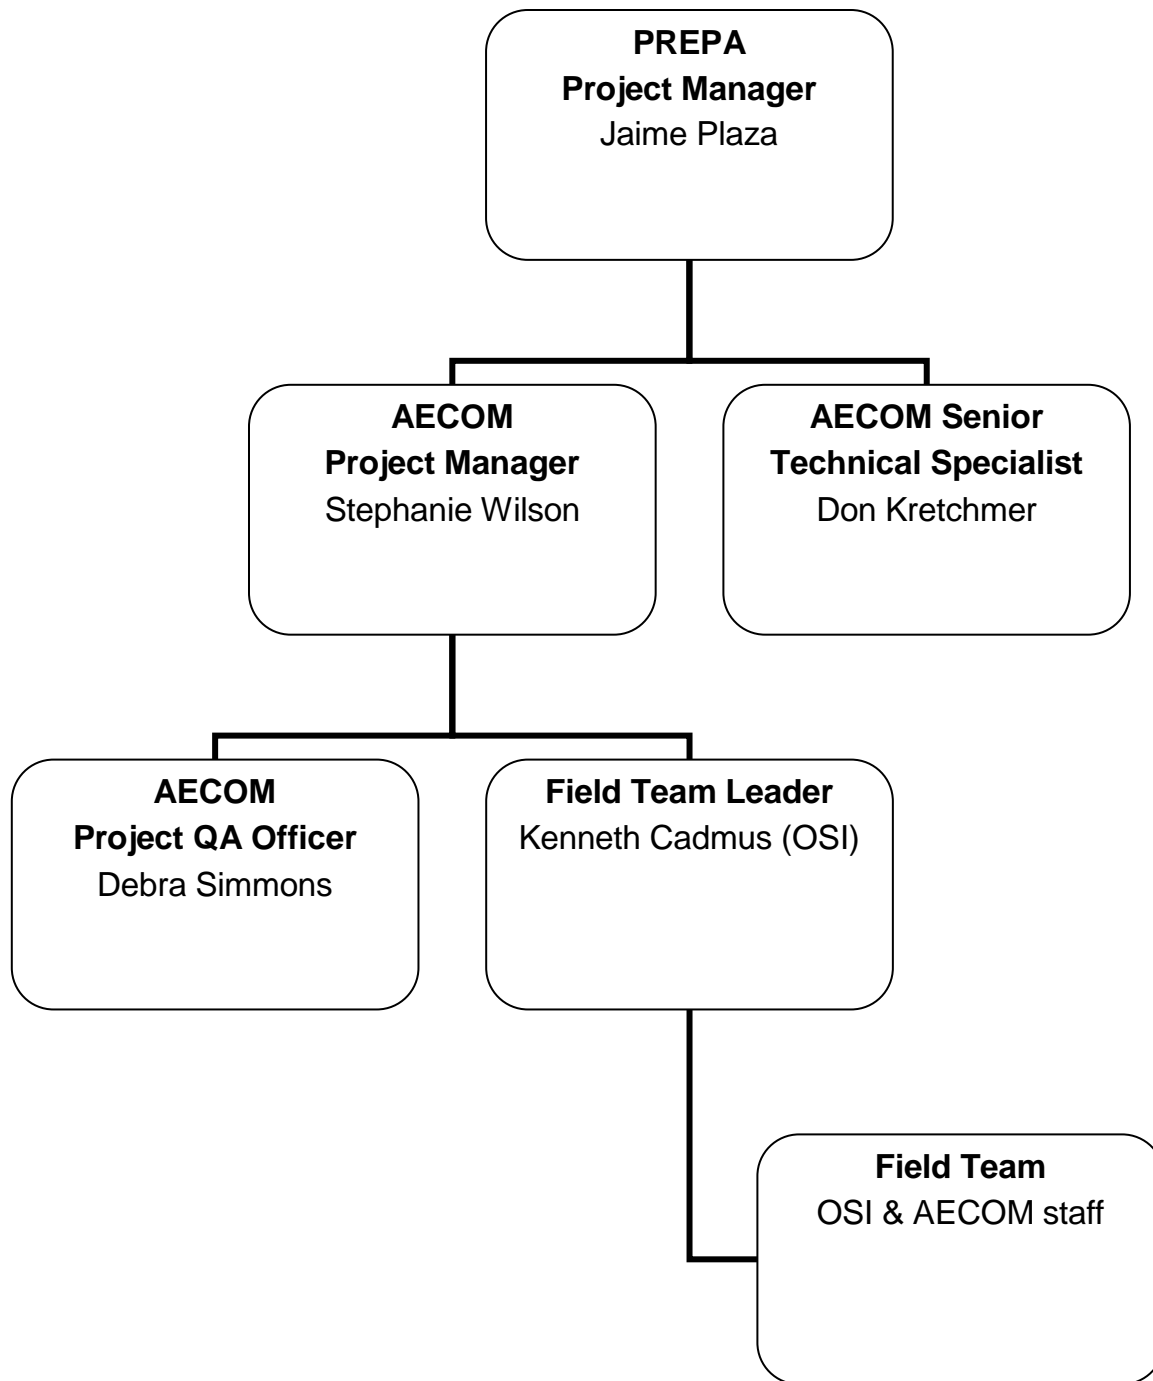 PREPA
Project Manager
Jaime Plaza
AECOM
Project Manager
Stephanie Wilson
AECOM Senior
Technical Specialist
Don Kretchmer
AECOM
Project QA Officer
Debra Simmons
Field Team Leader
Kenneth Cadmus (OSI)
Field Team
OSI & AECOM staff